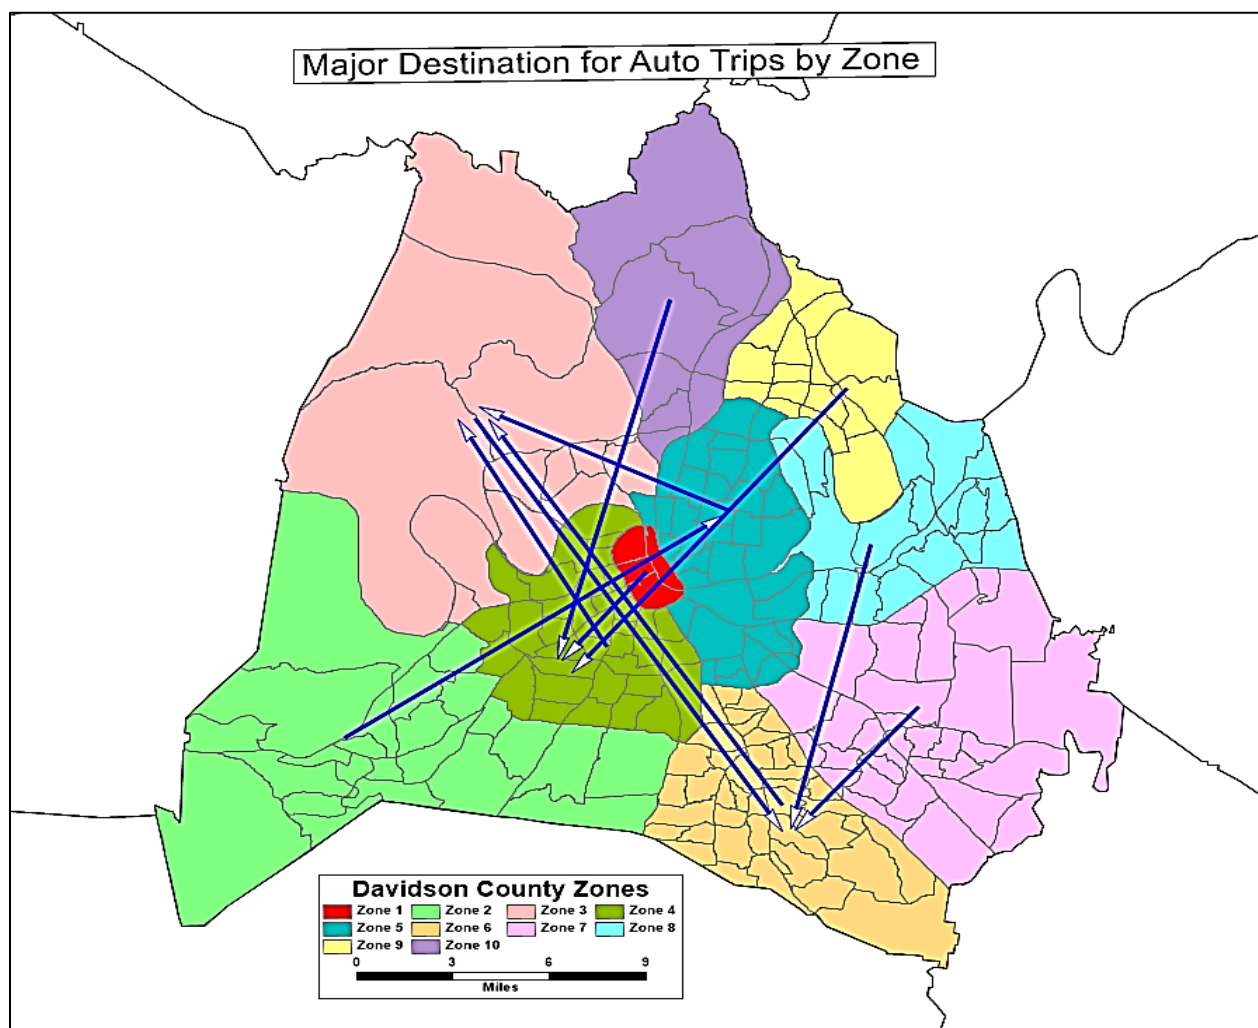 Major Destination for Auto Trips by Zone
Davidson County Zones
Zone 1 Zone 2 Zone 3 Zone 4
Zone 5 Zone 6 Zone 7 Zone 8
Zone 9 Zone 10
0 3 6 9
Miles